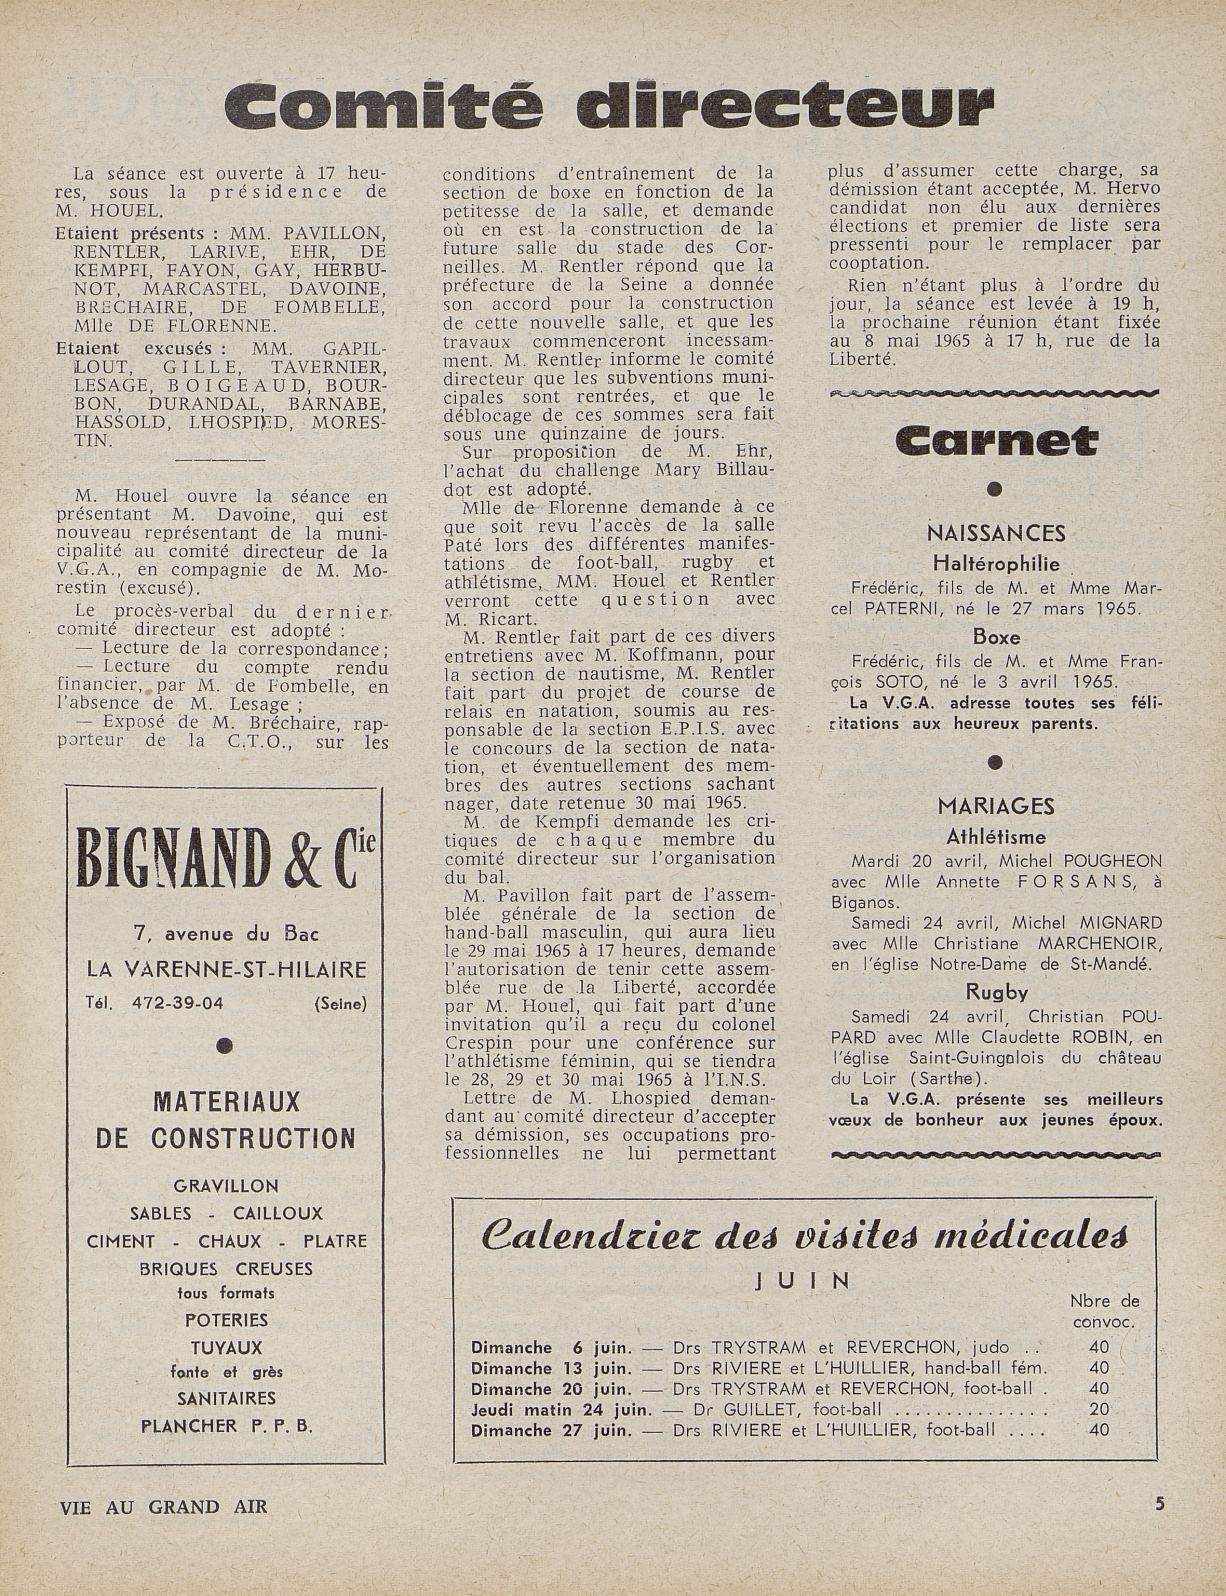 Comité directeur
La séance est ouverte à 17 heu-
res, sous la présidence de
M. HOUEL.
Etaient présents : MM. PAVILLON,
RENTLER, LARIVE, EHR, DE
KEMPFI, FAYON, GAY, HERBU-
NOT, MARCASTEL, DAVOINE,
BRECHAIRE, DE FOMBELLE,
Mlle DE FLORENNE.
Etaient excusés : MM. GAPIL-
LOUT, GILLE, TAVERNIER,
LESAGE, BOIGEAUD, BOUR-
BON, DURANDAL, BARNABE,
HASSOLD, LHOSPIED, MORES-
TIN.
M. Houel ouvre la séance en
présentant M. Davoine, qui est
nouveau représentant de la muni-
cipalité au comité directeur de la
V.G.A., en compagnie de M. Mo-
restin (excusé).
Le procès-verbal du dernier
comité directeur est adopté :
— Lecture de la correspondance ;
— Lecture du compte rendu
financier, par M. de Fombelle, en
l'absence de M. Lesage ;
— Exposé de M. Bréchaire, rap-
porteur de la C.T.O., sur les
conditions d'entraînement de la
section de boxe en fonction de la
petitesse de la salle, et demande
où en est la construction de la
future salle du stade des Cor-
neilles. M. Rentler répond que la
préfecture de la Seine a donnée
son accord pour la construction
de cette nouvelle salle, et que les
travaux commenceront incessam-
ment. M. Rentler informe le comité
directeur que les subventions muni-
cipales sont rentrées, et que le
déblocage de ces sommes sera fait
sous une quinzaine de jours.
Sur proposition de M. Ehr,
l'achat du challenge Mary Billau-
dot est adopté.
Mlle de Florenne demande à ce
que soit revu l'accès de la salle
Paté lors des différentes manifes-
tations de foot-ball, rugby et
athlétisme, MM. Houel et Rentler
verront cette question avec
M. Ricart.
M. Rentler fait part de ces divers
entretiens avec M. Koffmann, pour
la section de nautisme, M. Rentler
fait part du projet de course de
relais en natation, soumis au res-
ponsable de la section E.P.I.S. avec
le concours de la section de nata-
tion, et éventuellement des mem-
bres des autres sections sachant
nager, date retenue 30 mai 1965.
M. de Kempfi demande les cri-
tiques de chaque membre du
comité directeur sur l'organisation
du bal.
M. Pavillon fait part de l'assem-
blée générale de la section de
hand-ball masculin, qui aura lieu
le 29 mai 1965 à 17 heures, demande
l'autorisation de tenir cette assem-
blée rue de la Liberté, accordée
par M. Houel, qui fait part d'une
invitation qu'il a reçu du colonel
Crespin pour une conférence sur
l'athlétisme féminin, qui se tiendra
le 28, 29 et 30 mai 1965 à l'I.N.S.
Lettre de M. Lhospied deman-
dant au comité directeur d'accepter
sa démission, ses occupations pro-
fessionnelles ne lui permettant
plus d'assumer cette charge, sa
démission étant acceptée, M. Hervo
candidat non élu aux dernières
élections et premier de liste sera
pressenti pour le remplacer par
cooptation.
Rien n'étant plus à l'ordre du
jour, la séance est levée à 19 h,
la prochaine réunion étant fixée
au 8 mai 1965 à 17 h, rue de la
Liberté.
Carnet
NAISSANCES
Haltérophilie
Frédéric, fils de M. et Mme Mar-
cel PATERNI, né le 27 mars 1965.
Boxe
Frédéric, fils de M. et Mme Fran-
çois SOTO, né le 3 avril 1965.
La V.G.A. adresse toutes ses féli-
citations aux heureux parents.
MARIAGES
Athlétisme
Mardi 20 avril, Michel POUGHEON
avec Mlle Annette FORSANS, à
Biganos.
Samedi 24 avril, Michel MIGNARD
avec Mlle Christiane MARCHENOIR,
en l'église Notre-Dame de St-Mandé.
Rugby
Samedi 24 avril, Christian POU-
PARD avec Mlle Claudette ROBIN, en
l'église Saint-Guingalois du château
du Loir (Sarthe).
La V.G.A. présente ses meilleurs
vœux de bonheur aux jeunes époux.
BIGNAND & Cie
7, avenue du Bac
LA VARENNE-ST-HILAIRE
Tél. 472-39-04 (Seine)
MATERIAUX
DE CONSTRUCTION
GRAVILLON
SABLES - CAILLOUX
CIMENT - CHAUX - PLATRE
BRIQUES CREUSES
tous formats
POTERIES
TUYAUX
fonte et grès
SANITAIRES
PLANCHER P. P. B.
Calendrier des visites médicales
JUIN
Nbre de
convoc.
Dimanche 6 juin. — Drs TRYSTRAM et REVERCHON, judo .. 40
Dimanche 13 juin. — Drs RIVIERE et L'HUILLIER, hand-ball fém. 40
Dimanche 20 juin. — Drs TRYSTRAM et REVERCHON, foot-ball . 40
Jeudi matin 24 juin. — Dr GUILLET, foot-ball ............... 20
Dimanche 27 juin. — Drs RIVIERE et L'HUILLIER, foot-ball .... 40
VIE AU GRAND AIR
5